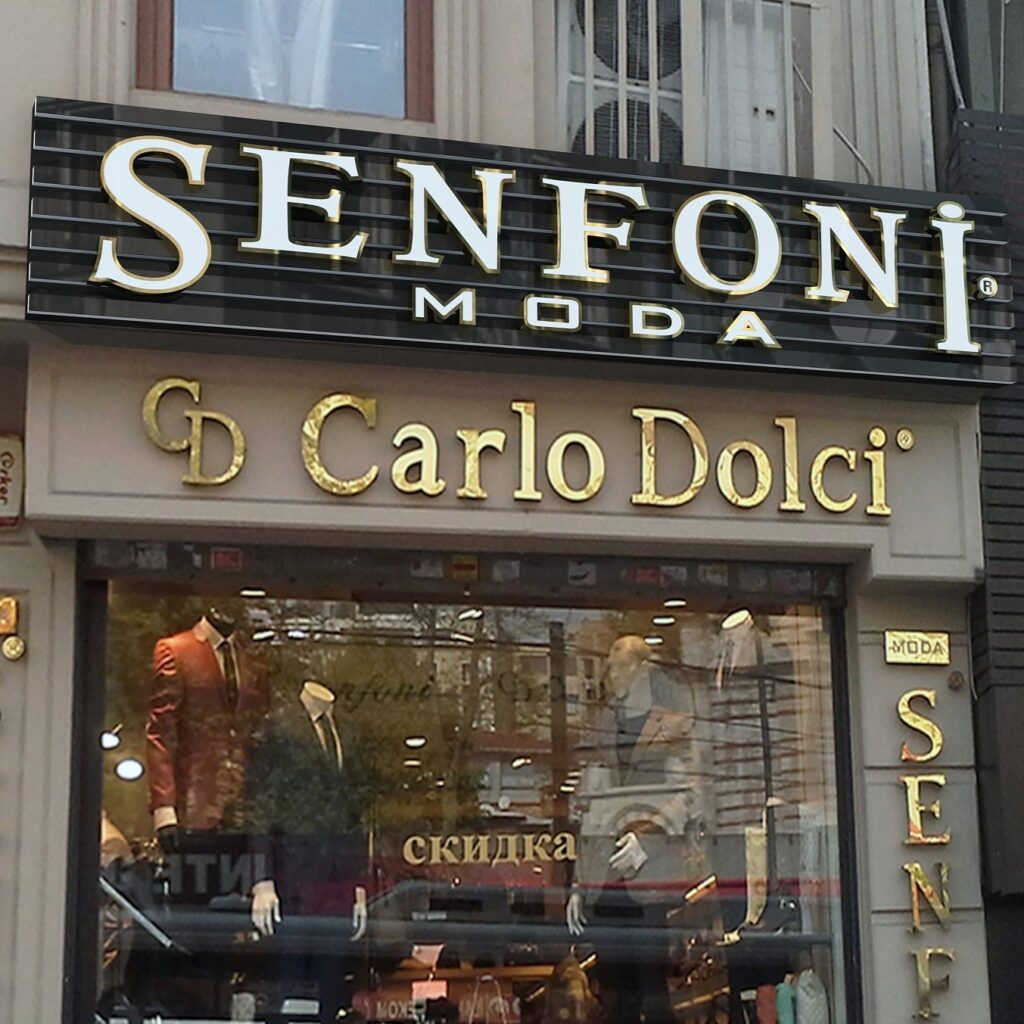 SENFONİ ®
MODA
CD Carlo Dolci ®
MODA
SENF
скидка